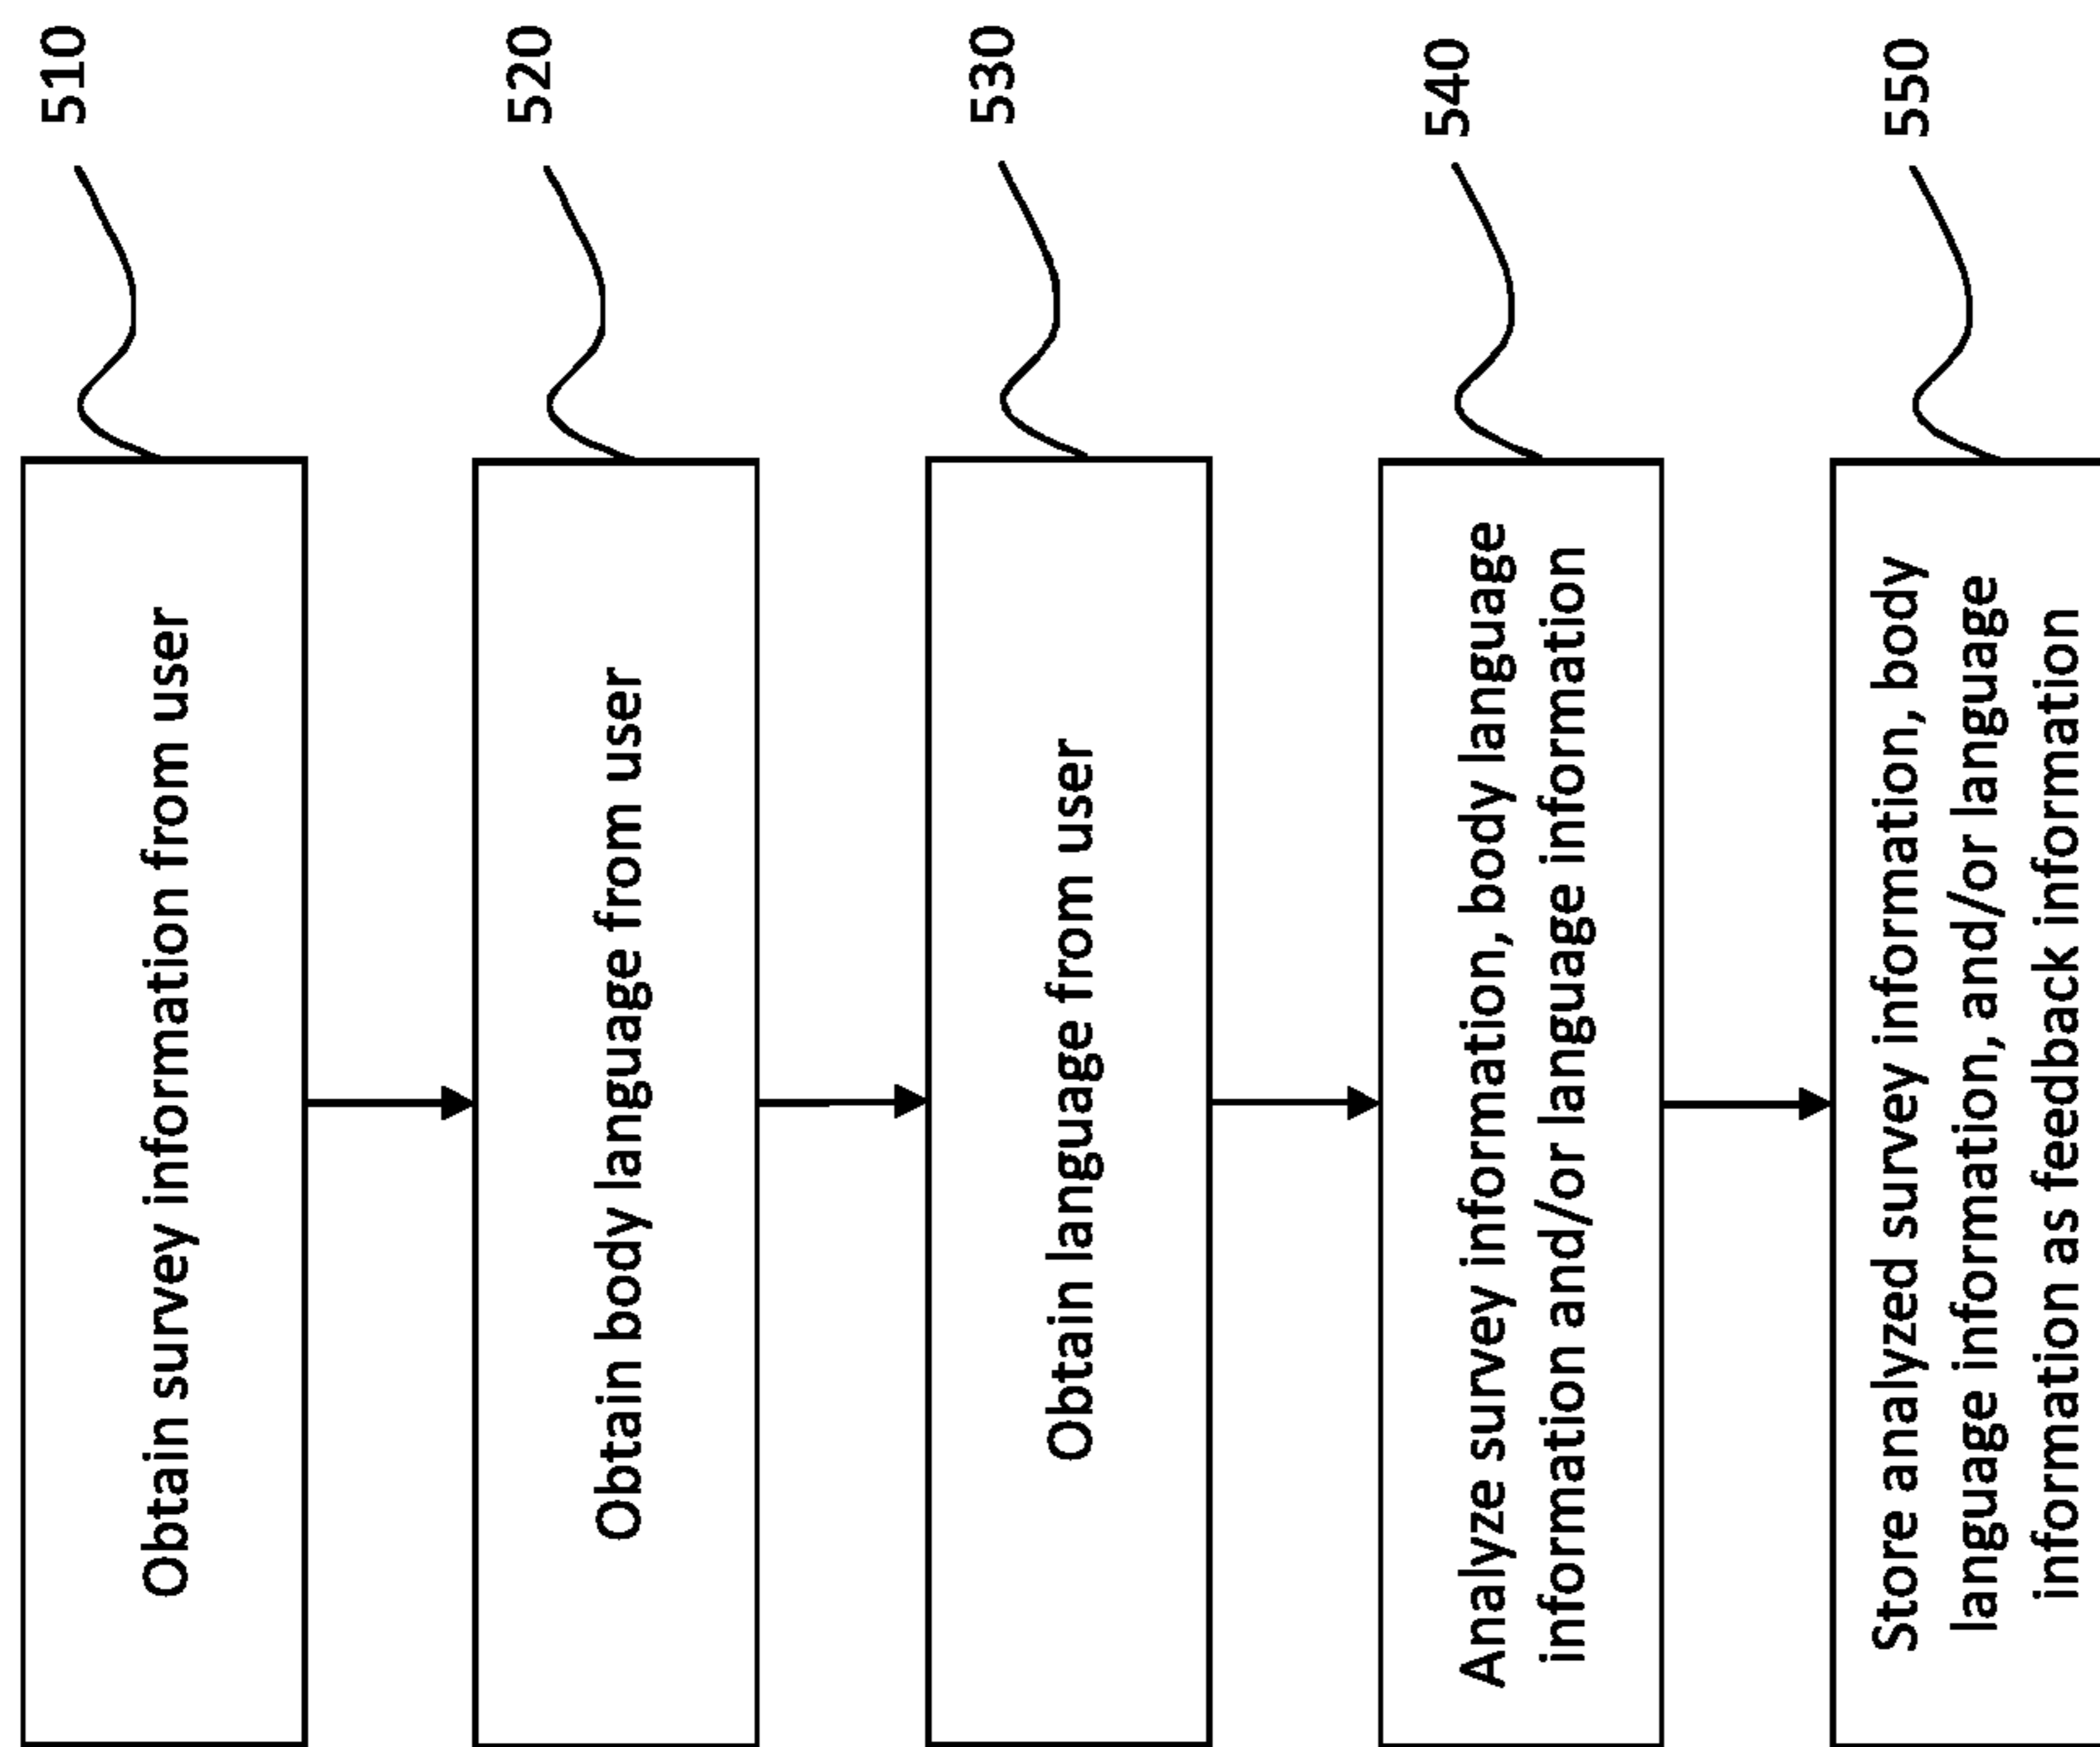 510
Obtain survey information from user
520
Obtain body language from user
530
Obtain language from user
540
Analyze survey information, body language
information and/or language information
550
Store analyzed survey information, body
language information, and/or language
information as feedback information